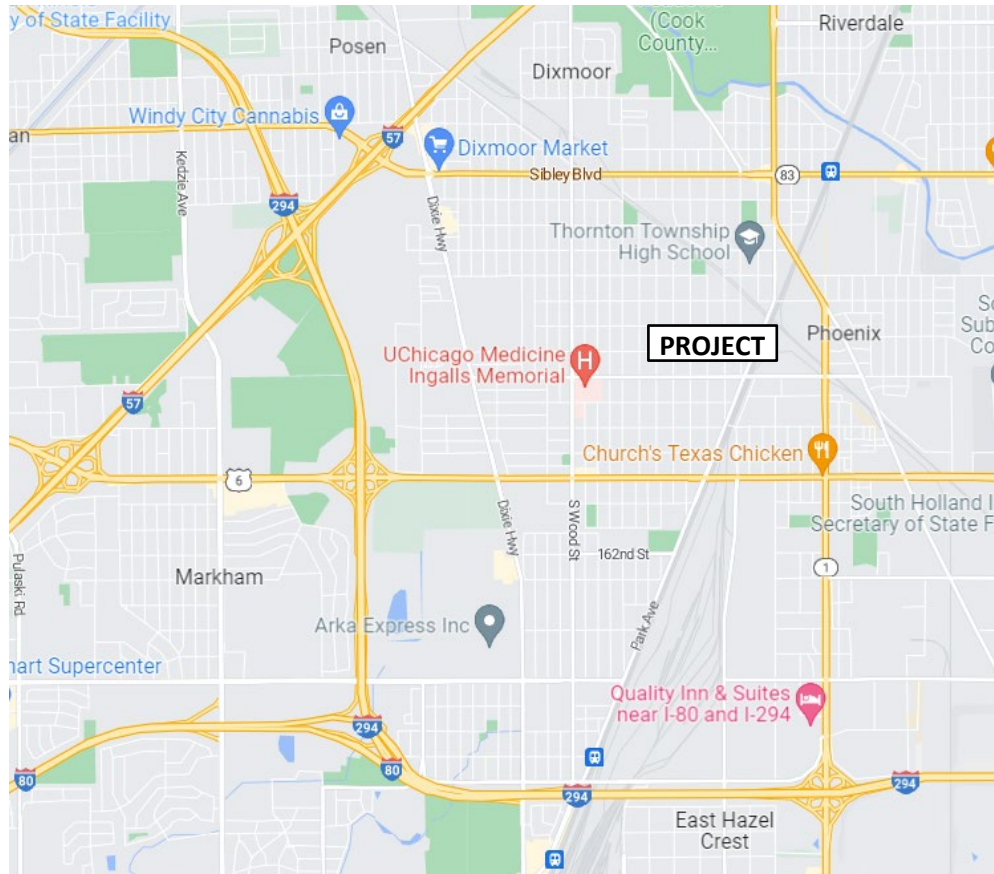 y of State Facility
Posen
(Cook
County...
Riverdale
Dixmoor
Windy City Cannabis
57
an
Dixmoor Market
Kedzie Ave
Sibley Blvd
83
294
Dixie Hwy
Thornton Township
High School
PROJECT
Phoenix
So
Sub
Co
UChicago Medicine
Ingalls Memorial
H
57
Church's Texas Chicken
6
South Holland I
Secretary of State F
Dixie Hwy
S Wood St
162nd St
1
Pulaski Rd
Markham
Park Ave
Arka Express Inc
nart Supercenter
Quality Inn & Suites
near I-80 and I-294
294
80
80
294
294
East Hazel
Crest